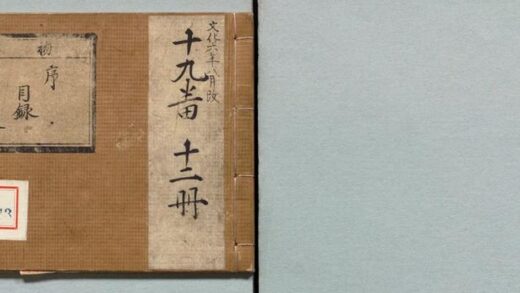 文化六年八月改
十九番 十二冊
序
目録